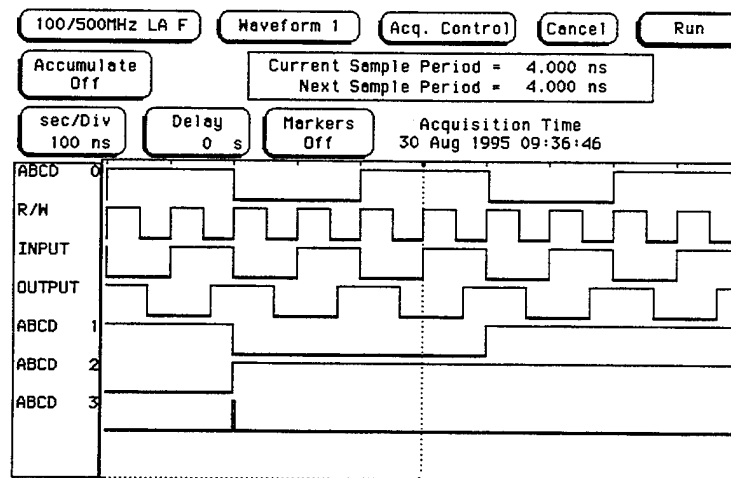 100/500MHz LA F
Waveform 1
Acq. Control
Cancel
Run
Accumulate
Off
Current Sample Period = 4.000 ns
Next Sample Period = 4.000 ns
sec/Div
100 ns
Delay
0 s
Markers
Off
Acquisition Time
30 Aug 1995 09:36:46
ABCD 0
R/W
INPUT
OUTPUT
ABCD 1
ABCD 2
ABCD 3